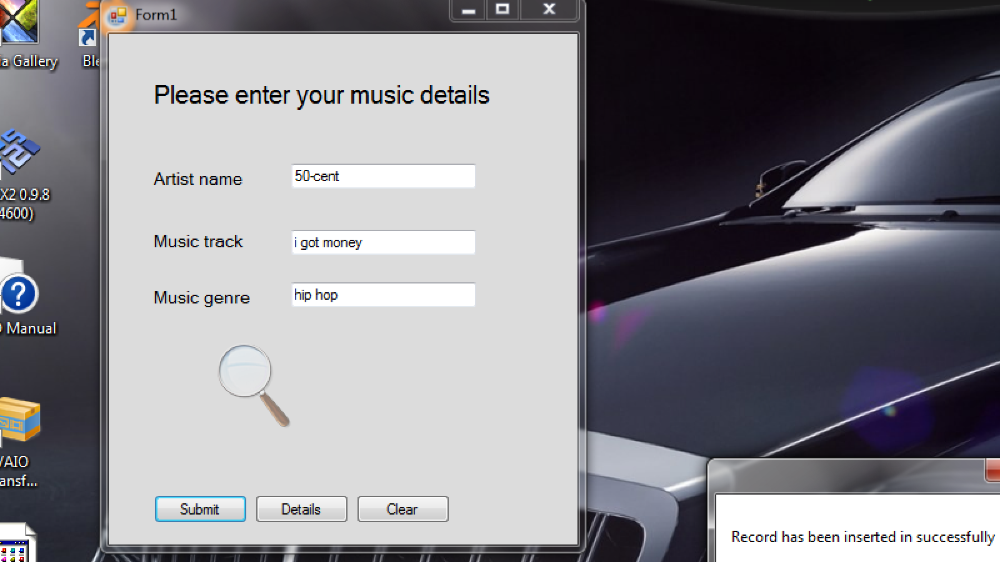 Form1
Please enter your music details
Artist name
50-cent
Music track
i got money
Music genre
hip hop
Submit
Details
Clear
Record has been inserted in successfully
a Gallery
Ble
X2 0.9.8
4600)
Manual
VAIO
ansf...